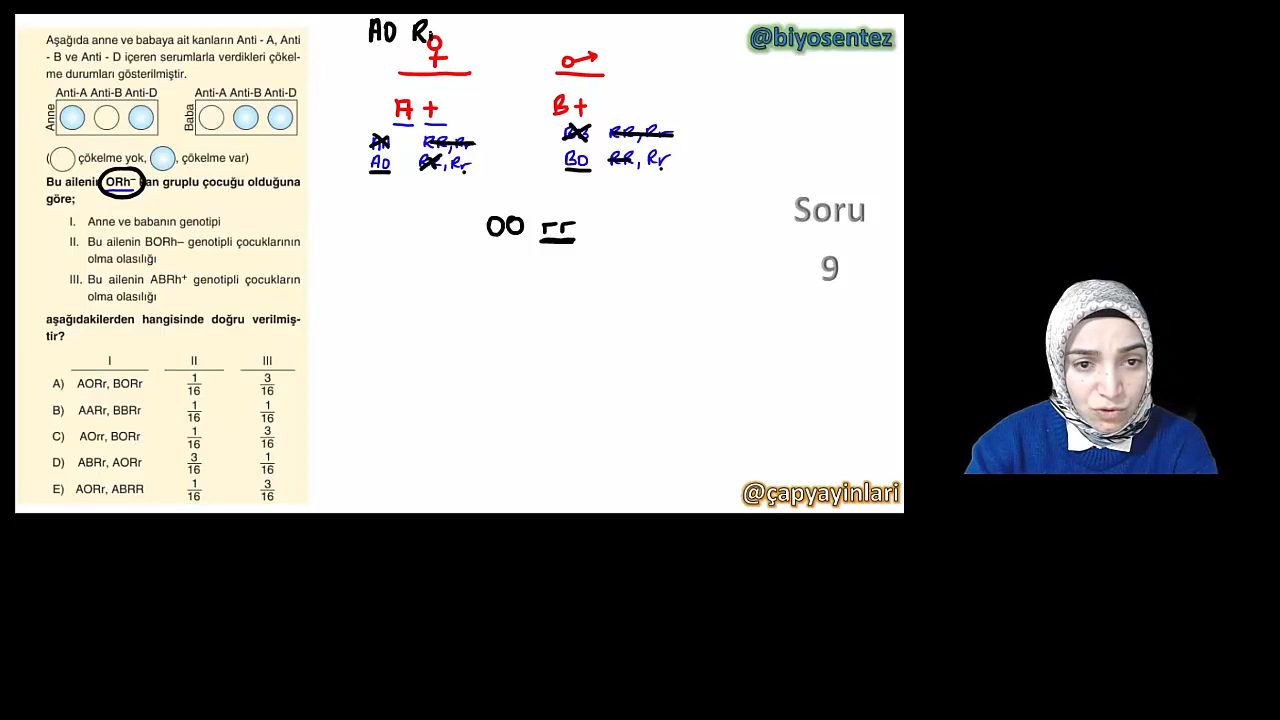 Aşağıda anne ve babaya ait kanların Anti - A, Anti
- B ve Anti - D içeren serumlarla verdikleri çökel-
me durumları gösterilmiştir.
Anti-A Anti-B Anti-D
Anti-A Anti-B Anti-D
Anne
Baba
( çökelme yok, , çökelme var)
Bu ailenin ORh– kan gruplu çocuğu olduğuna
göre;
I. Anne ve babanın genotipi
II. Bu ailenin BORh– genotipli çocuklarının
olma olasılığı
III. Bu ailenin ABRh+ genotipli çocukların
olma olasılığı
aşağıdakilerden hangisinde doğru verilmiş-
tir?
I II III
A) AORr, BORr 1/16 3/16
B) AARr, BBRr 1/16 1/16
C) AOrr, BORr 1/16 3/16
D) ABRr, AORr 3/16 1/16
E) AORr, ABRR 1/16 3/16
AO R
♀ ♂
A + B +
RR, Rr RR, Rr
AO RR, Rr BO RR, Rr
OO rr
@biyosentez
Soru
9
@çapyayinlari